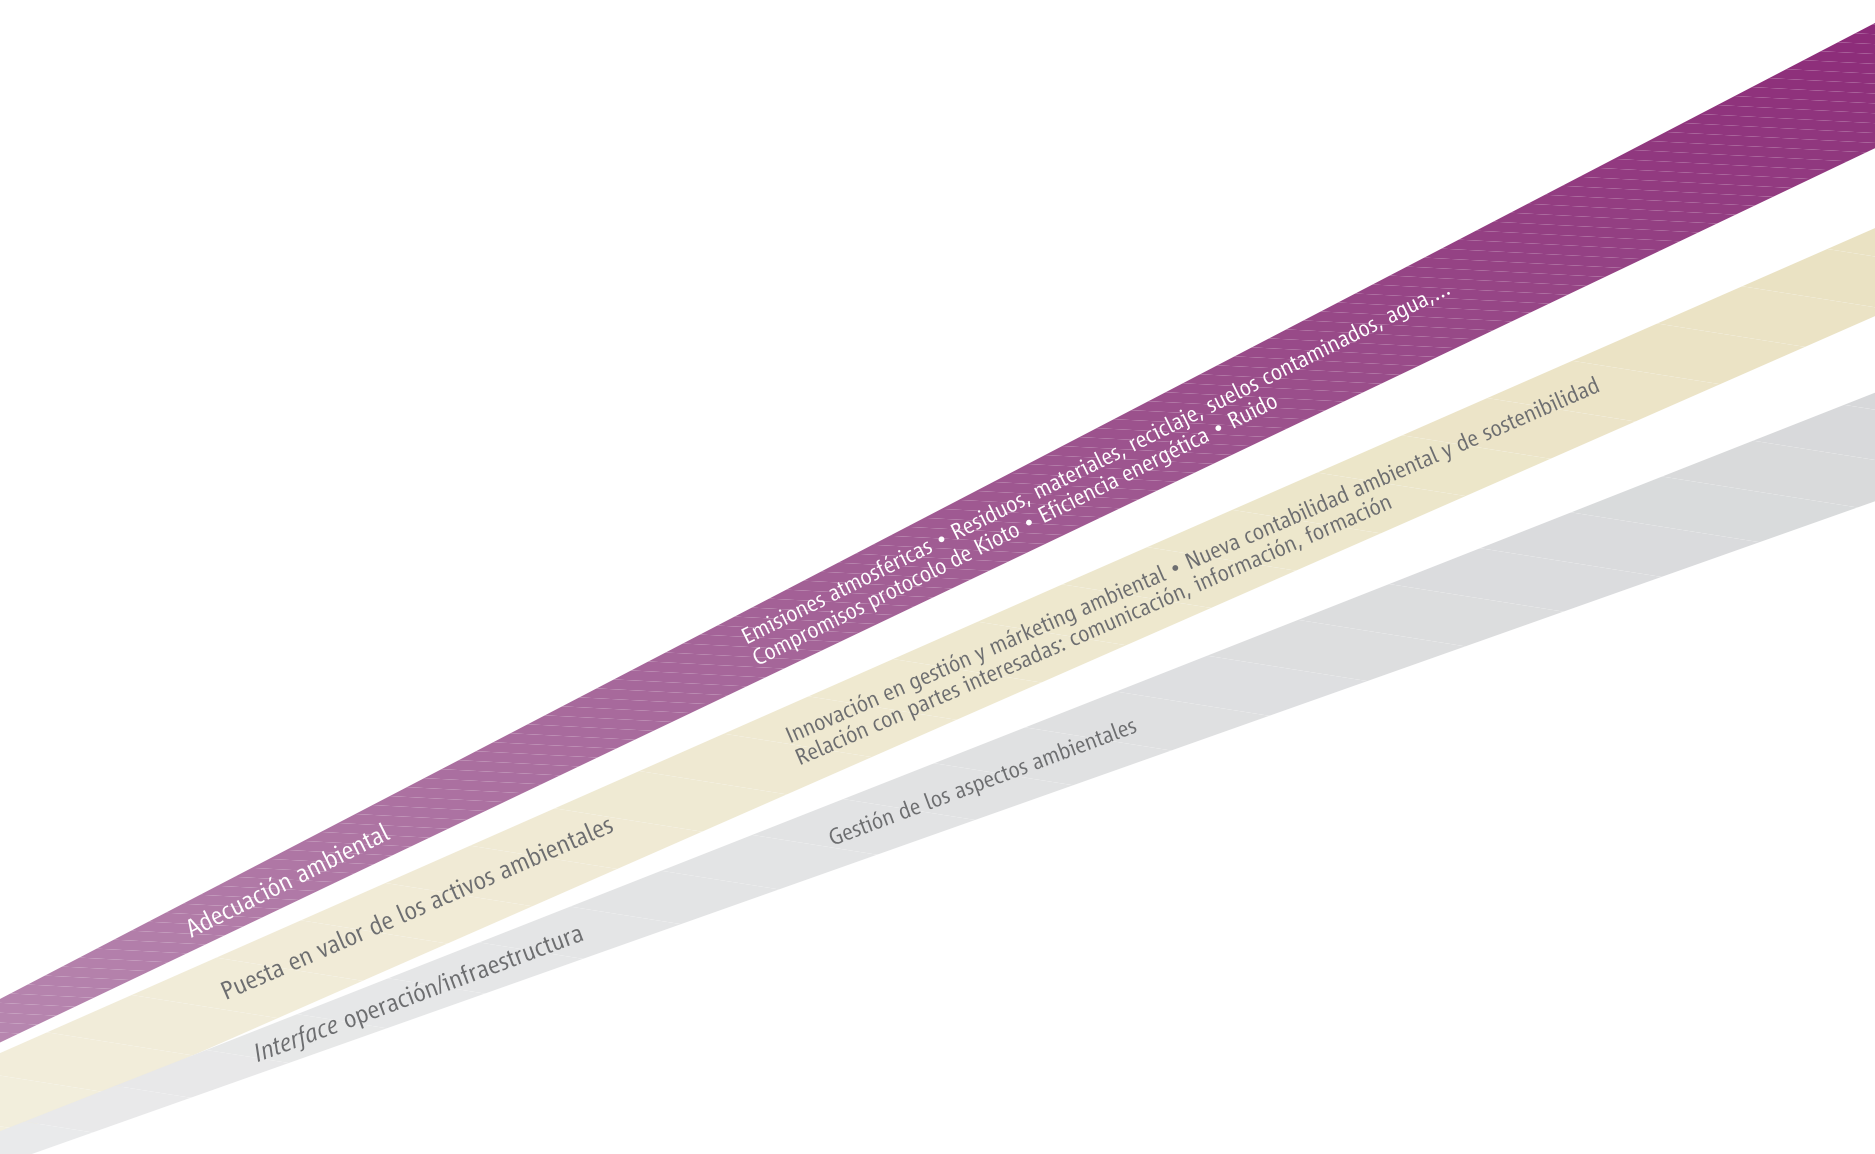 Adecuación ambiental
Emisiones atmosféricas • Residuos, materiales, reciclaje, suelos contaminados, agua,...
Compromisos protocolo de Kioto • Eficiencia energética • Ruido
Puesta en valor de los activos ambientales
Innovación en gestión y márketing ambiental • Nueva contabilidad ambiental y de sostenibilidad
Relación con partes interesadas: comunicación, información, formación
Interface operación/infraestructura
Gestión de los aspectos ambientales